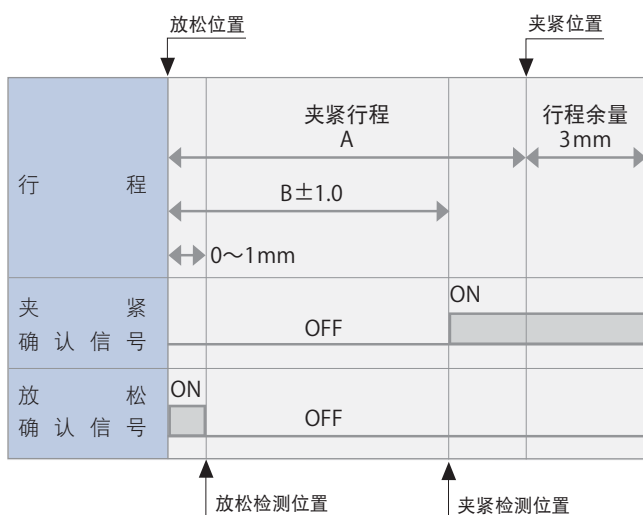 放松位置
夹紧位置
夹紧行程
A
行程余量
3mm
行 程
B±1.0
0～1mm
夹 紧
确 认 信 号
ON
OFF
放 松
确 认 信 号
ON
OFF
放松检测位置
夹紧检测位置